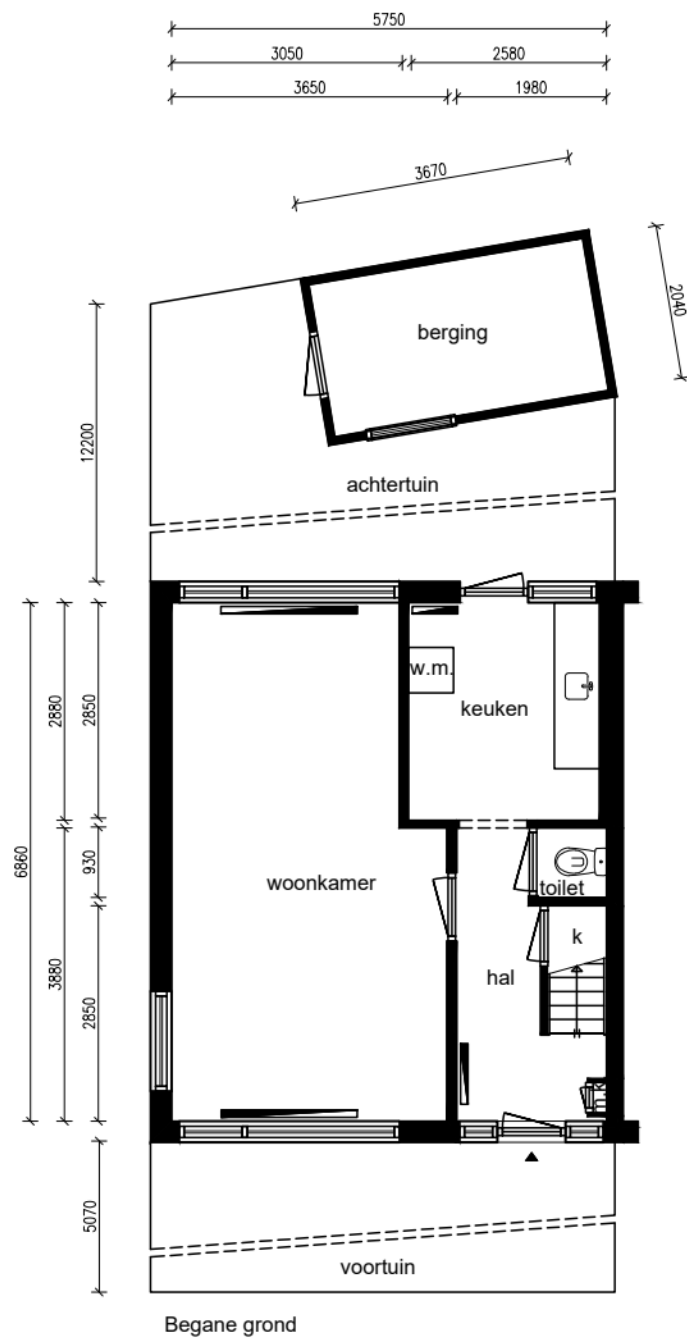 5750
3050 2580
3650 1980
3670
2040
berging
12200
achtertuin
w.m.
keuken
2880
2850
6860
930
woonkamer
toilet
k
hal
3880
2850
5070
voortuin
Begane grond